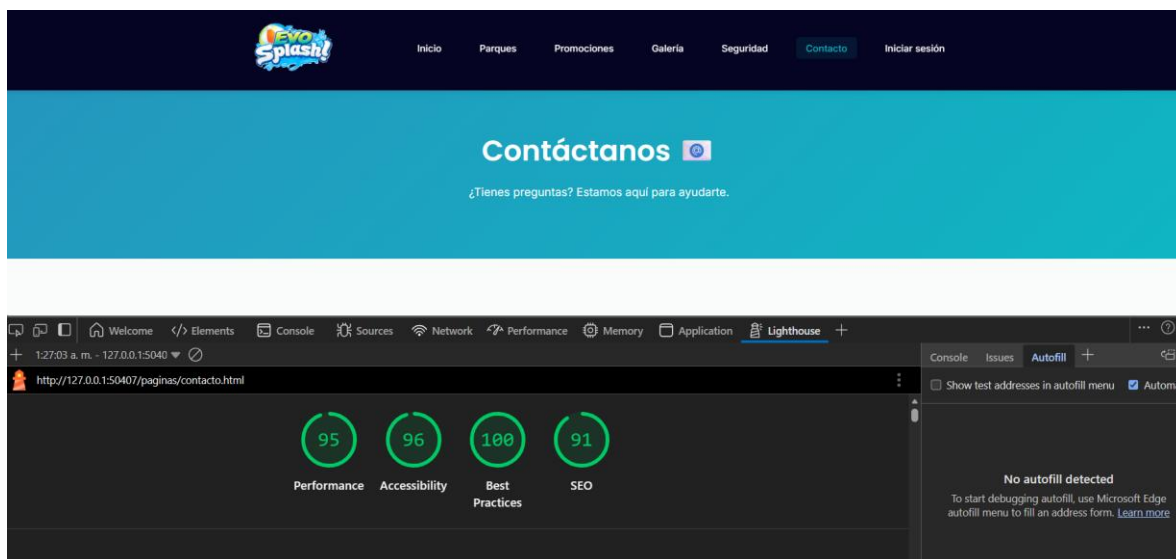 EVO
Splash!
Inicio Parques Promociones Galería Seguridad Contacto Iniciar sesión
Contáctanos
¿Tienes preguntas? Estamos aquí para ayudarte.
Welcome </> Elements Console Sources Network Performance Memory Application Lighthouse
1:27:03 a. m. - 127.0.0.1:5040
Console Issues Autofill
http://127.0.0.1:50407/paginas/contacto.html
Show test addresses in autofill menu Automa
95 96 100 91
Performance Accessibility Best Practices SEO
No autofill detected
To start debugging autofill, use Microsoft Edge
autofill menu to fill an address form. Learn more